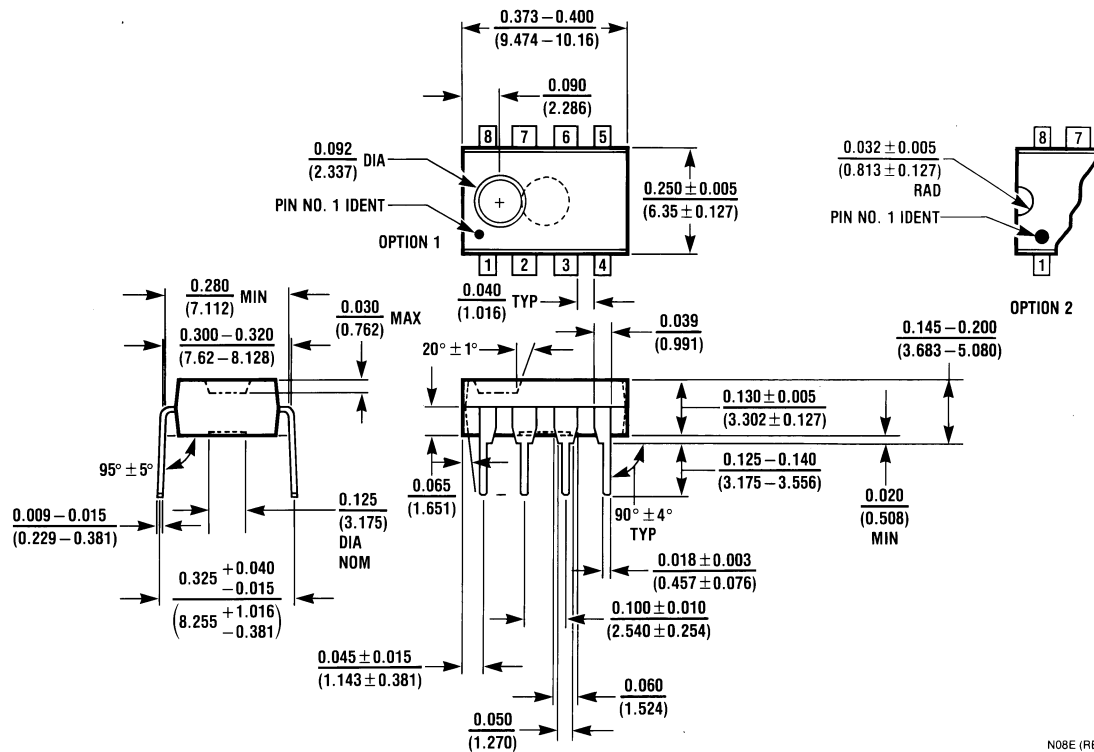 0.373 – 0.400
(9.474 – 10.16)
0.090
(2.286)
8 7 6 5
0.092 DIA
(2.337)
PIN NO. 1 IDENT
OPTION 1
0.250 ± 0.005
(6.35 ± 0.127)
1 2 3 4
8 7
0.032 ± 0.005
(0.813 ± 0.127)
RAD
PIN NO. 1 IDENT
1
OPTION 2
0.280 MIN
(7.112)
0.300 – 0.320
(7.62 – 8.128)
0.030 MAX
(0.762)
0.040 TYP
(1.016)
20° ± 1°
0.039
(0.991)
0.145 – 0.200
(3.683 – 5.080)
0.130 ± 0.005
(3.302 ± 0.127)
95° ± 5°
0.009 – 0.015
(0.229 – 0.381)
0.125
(3.175)
DIA
NOM
0.065
(1.651)
90° ± 4°
TYP
0.125 – 0.140
(3.175 – 3.556)
0.020
(0.508)
MIN
0.325 +0.040
−0.015
(8.255 +1.016
−0.381)
0.018 ± 0.003
(0.457 ± 0.076)
0.100 ± 0.010
(2.540 ± 0.254)
0.045 ± 0.015
(1.143 ± 0.381)
0.060
(1.524)
0.050
(1.270)
N08E